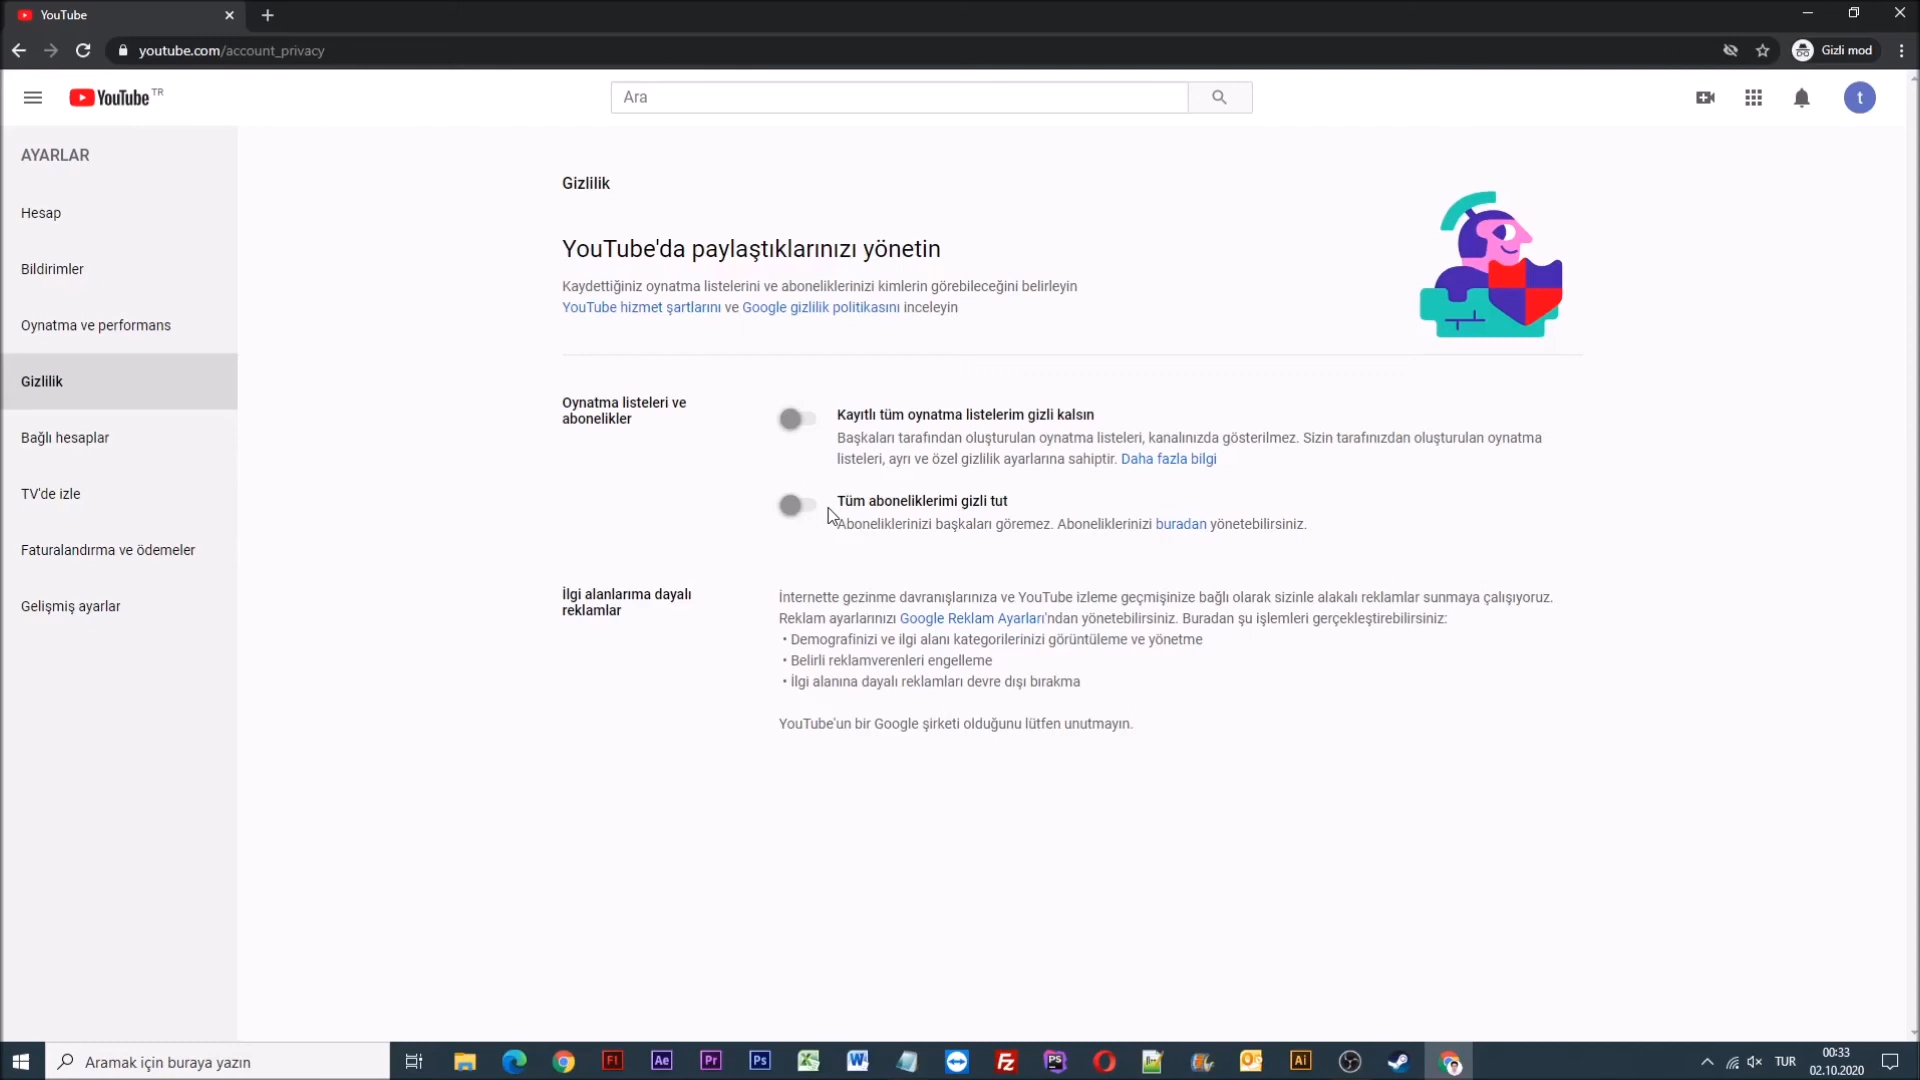 YouTube
youtube.com/account_privacy
Gizli mod
YouTube TR
Ara
t
AYARLAR
Hesap
Bildirimler
Oynatma ve performans
Gizlilik
Bağlı hesaplar
TV'de izle
Faturalandırma ve ödemeler
Gelişmiş ayarlar
Gizlilik
YouTube'da paylaştıklarınızı yönetin
Kaydettiğiniz oynatma listelerini ve aboneliklerinizi kimlerin görebileceğini belirleyin
YouTube hizmet şartlarını ve Google gizlilik politikasını inceleyin
Oynatma listeleri ve
abonelikler
Kayıtlı tüm oynatma listelerim gizli kalsın
Başkaları tarafından oluşturulan oynatma listeleri, kanalınızda gösterilmez. Sizin tarafınızdan oluşturulan oynatma
listeleri, ayrı ve özel gizlilik ayarlarına sahiptir. Daha fazla bilgi
Tüm aboneliklerimi gizli tut
Aboneliklerinizi başkaları göremez. Aboneliklerinizi buradan yönetebilirsiniz.
İlgi alanlarıma dayalı
reklamlar
İnternette gezinme davranışlarınıza ve YouTube izleme geçmişinize bağlı olarak sizinle alakalı reklamlar sunmaya çalışıyoruz.
Reklam ayarlarınızı Google Reklam Ayarları'ndan yönetebilirsiniz. Buradan şu işlemleri gerçekleştirebilirsiniz:
• Demografinizi ve ilgi alanı kategorilerinizi görüntüleme ve yönetme
• Belirli reklamverenleri engelleme
• İlgi alanına dayalı reklamları devre dışı bırakma
YouTube'un bir Google şirketi olduğunu lütfen unutmayın.
Aramak için buraya yazın
Fl
Ae
Pr
Ps
W
FZ
PS
Ai
TUR
00:33
02.10.2020